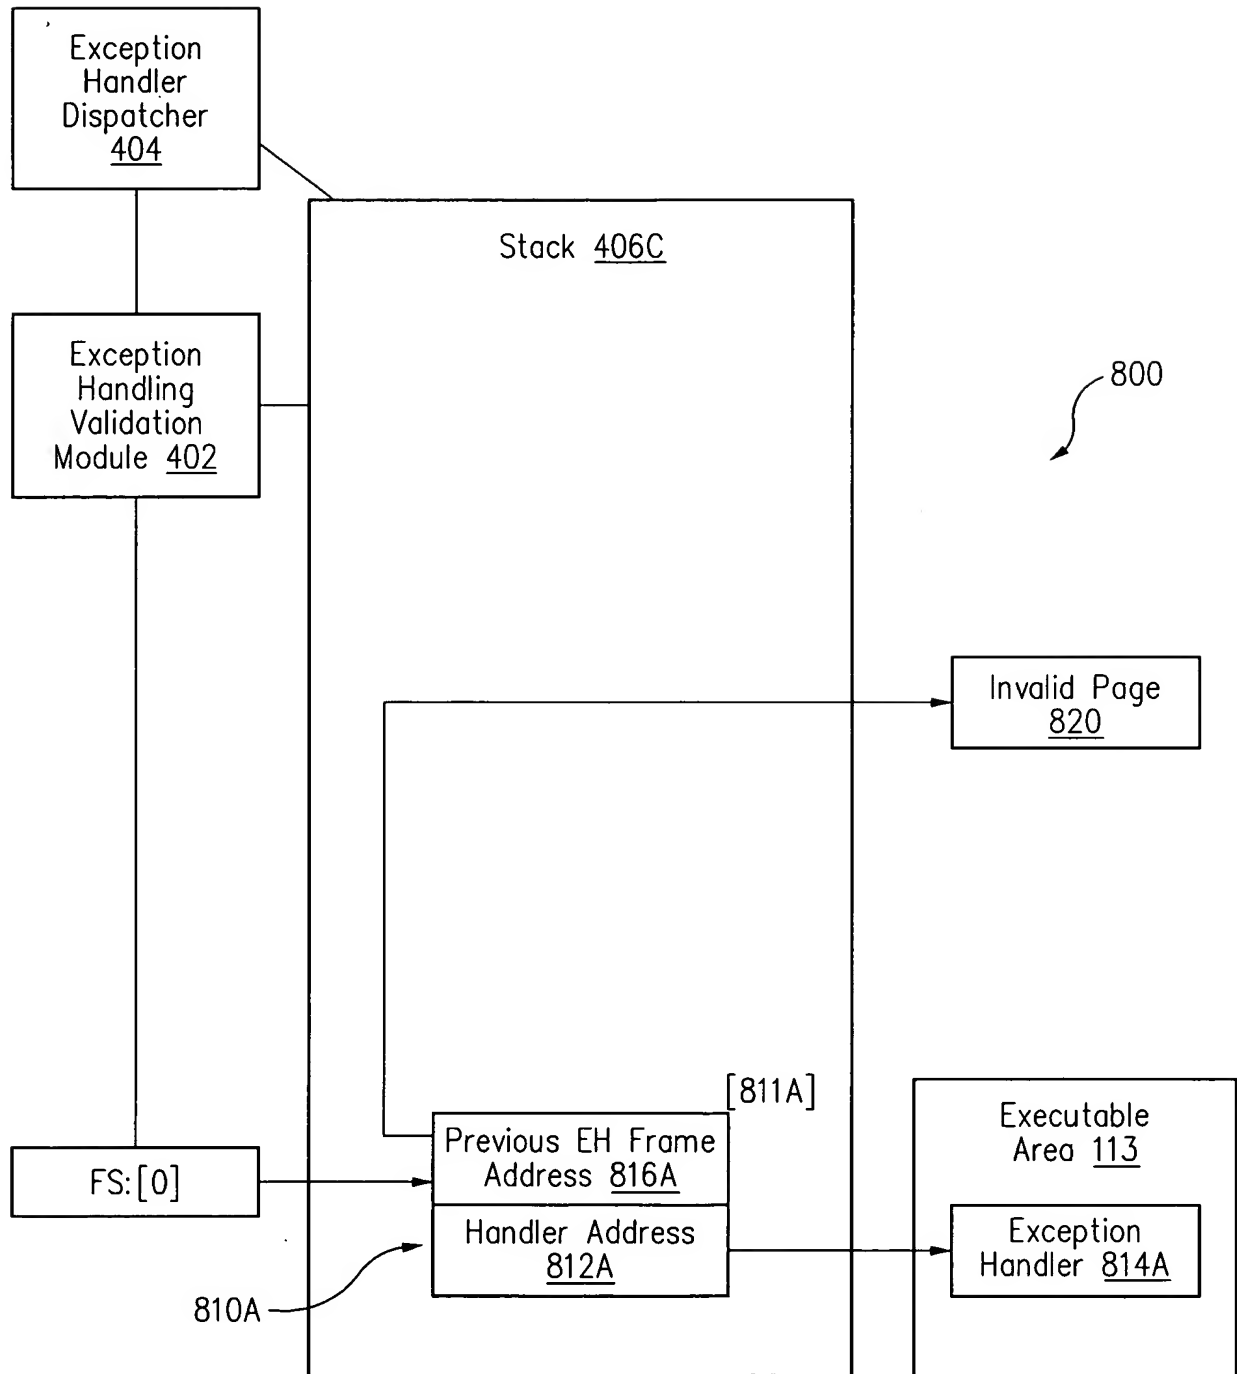 Exception
Handler
Dispatcher
404
Stack 406C
Exception
Handling
Validation
Module 402
800
Invalid Page
820
[811A]
Previous EH Frame
Address 816A
Executable
Area 113
FS:[0]
Handler Address
812A
Exception
Handler 814A
810A